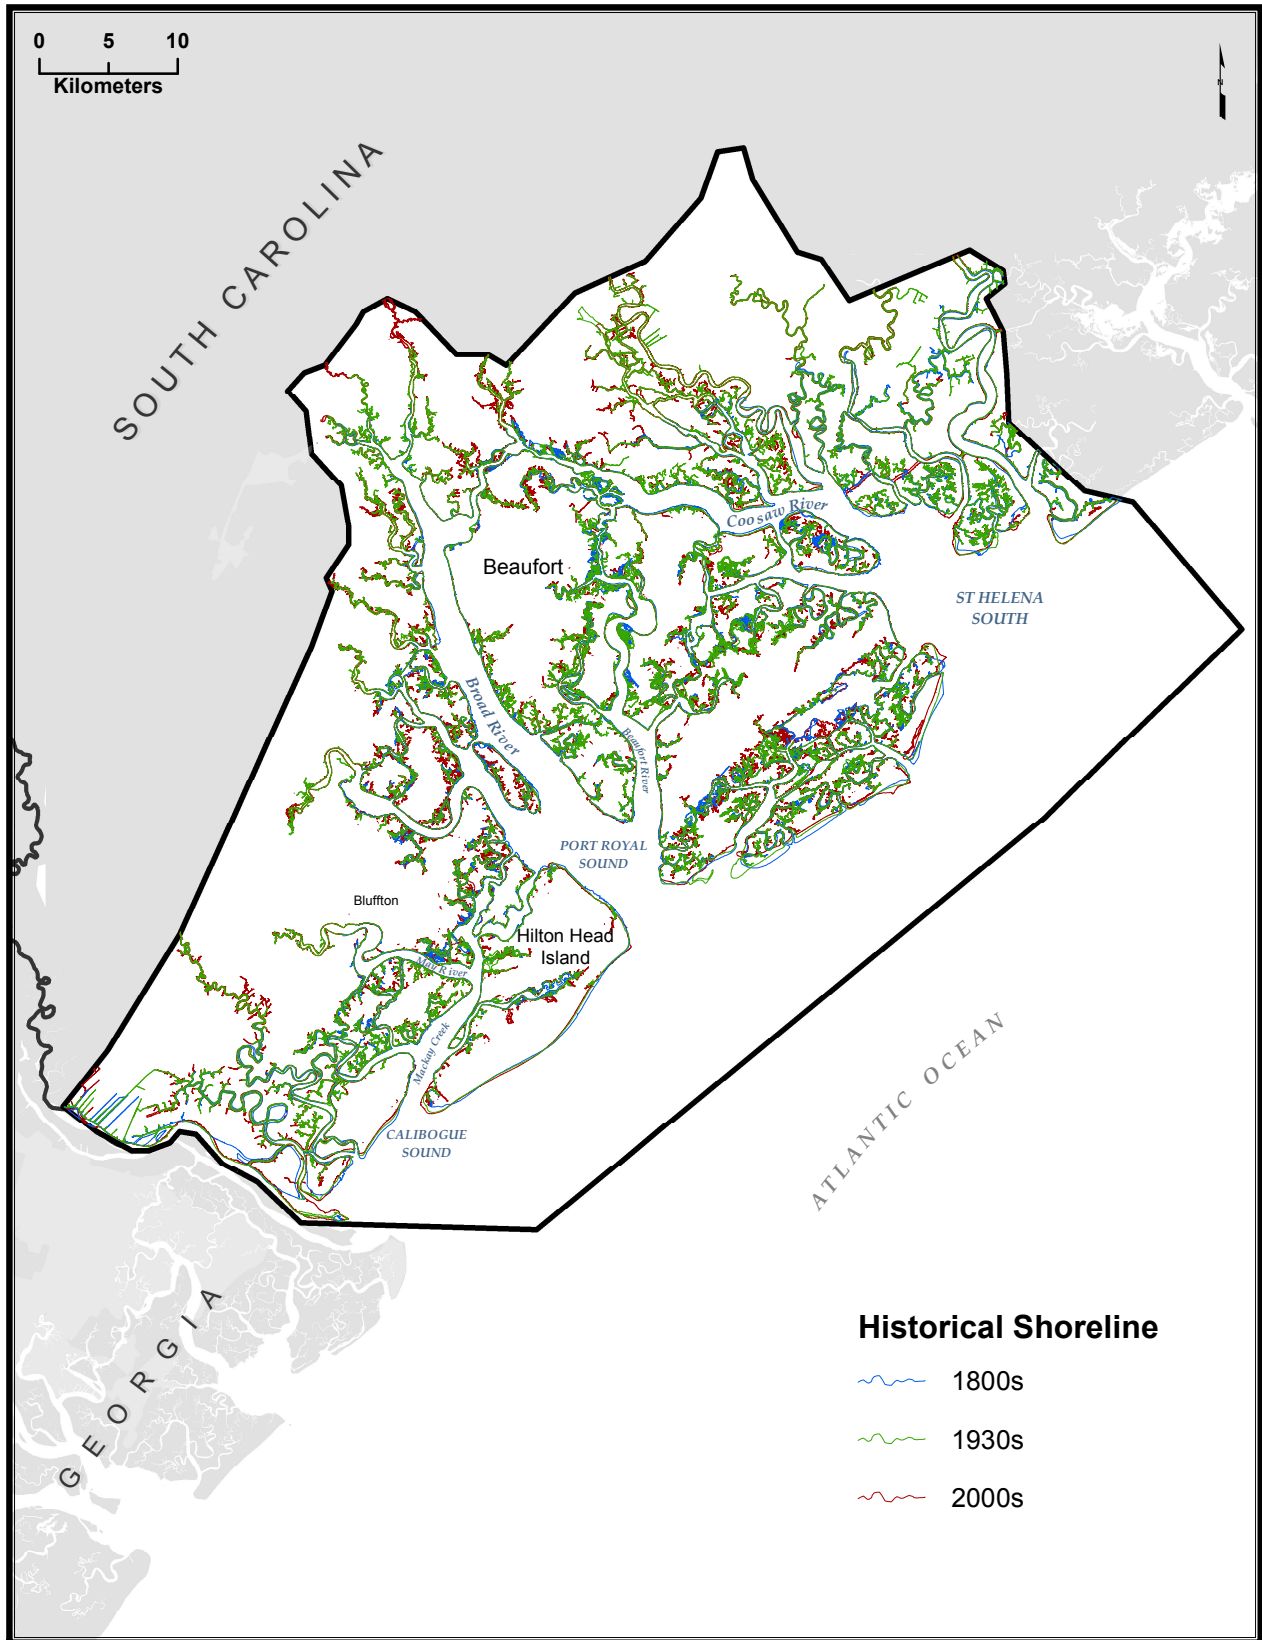 0 5 10
Kilometers
N
SOUTH CAROLINA
Coosaw River
Beaufort
ST HELENA
SOUTH
Broad River
Beaufort River
PORT ROYAL
SOUND
Bluffton
Hilton Head
Island
May River
Mackay Creek
CALIBOGUE
SOUND
ATLANTIC OCEAN
GEORGIA
Historical Shoreline
1800s
1930s
2000s